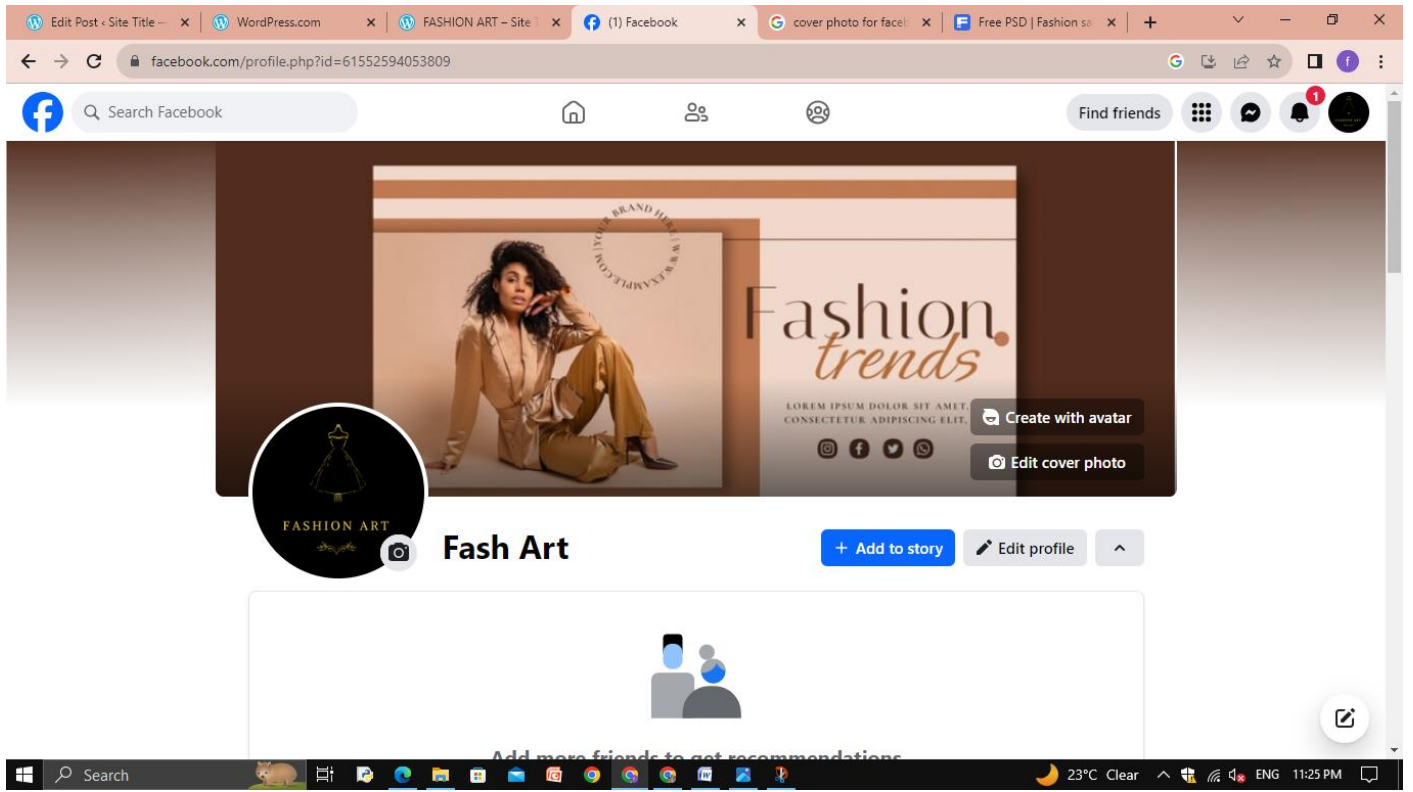 Edit Post ‹ Site Title —
WordPress.com
FASHION ART – Site T
(1) Facebook
cover photo for faceb
Free PSD | Fashion sa
facebook.com/profile.php?id=61552594053809
G
f
Search Facebook
Find friends
1
YOUR BRAND HERE | WWW.EXAMPLE.COM |
Fashion
trends
LOREM IPSUM DOLOR SIT AMET,
CONSECTETUR ADIPISCING ELIT,
Create with avatar
Edit cover photo
FASHION ART
Fash Art
+ Add to story
Edit profile
Add more friends to get recommendations
Search
23°C Clear
ENG
11:25 PM